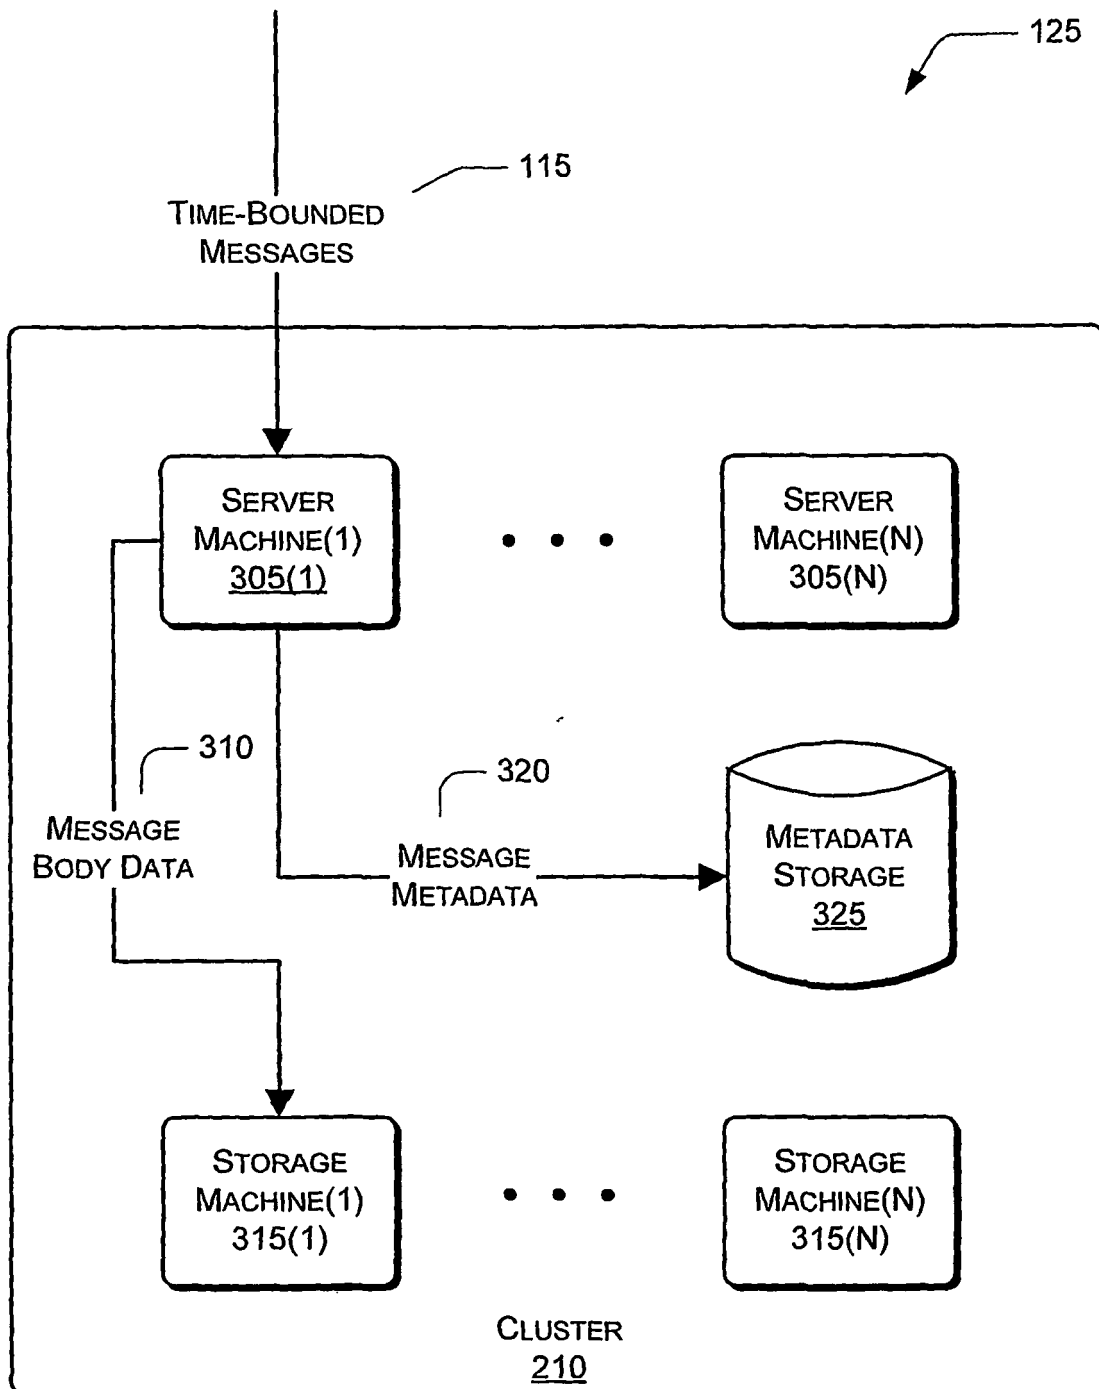 125
115
TIME-BOUNDED
MESSAGES
SERVER
MACHINE(1)
305(1)
SERVER
MACHINE(N)
305(N)
310
320
MESSAGE
BODY DATA
MESSAGE
METADATA
METADATA
STORAGE
325
STORAGE
MACHINE(1)
315(1)
STORAGE
MACHINE(N)
315(N)
CLUSTER
210